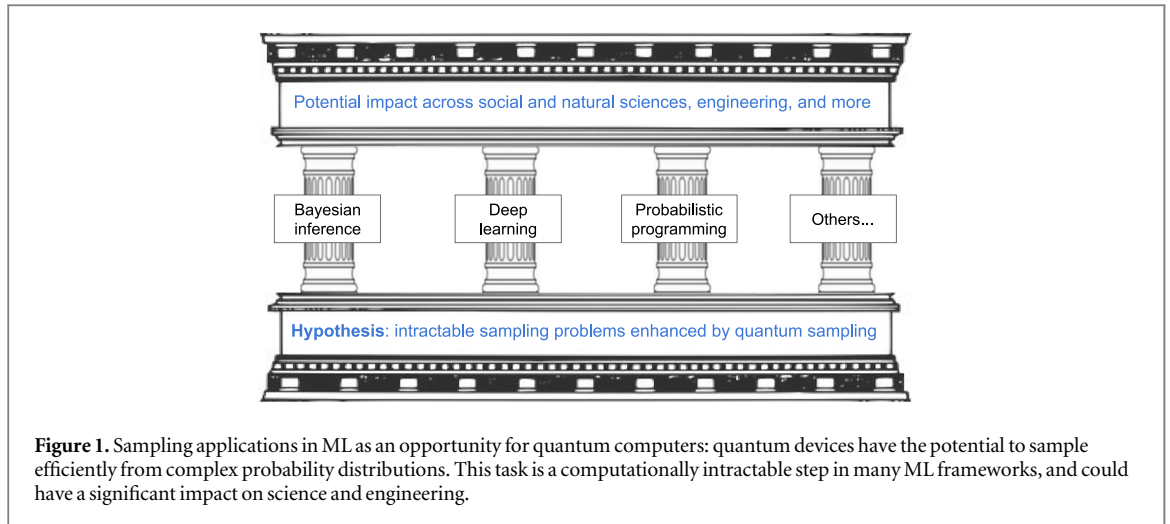 Potential impact across social and natural sciences, engineering, and more
Bayesian
inference
Deep
learning
Probabilistic
programming
Others...
Hypothesis: intractable sampling problems enhanced by quantum sampling
Figure 1. Sampling applications in ML as an opportunity for quantum computers: quantum devices have the potential to sample
efficiently from complex probability distributions. This task is a computationally intractable step in many ML frameworks, and could
have a significant impact on science and engineering.